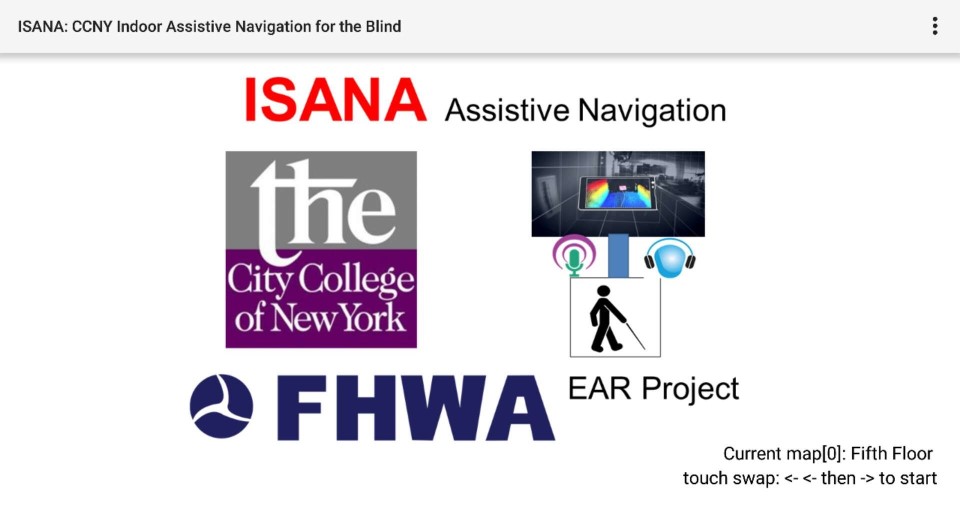 ISANA: CCNY Indoor Assistive Navigation for the Blind
ISANA Assistive Navigation
the
City College
of New York
FHWA
EAR Project
Current map[0]: Fifth Floor
touch swap: <- <- then -> to start